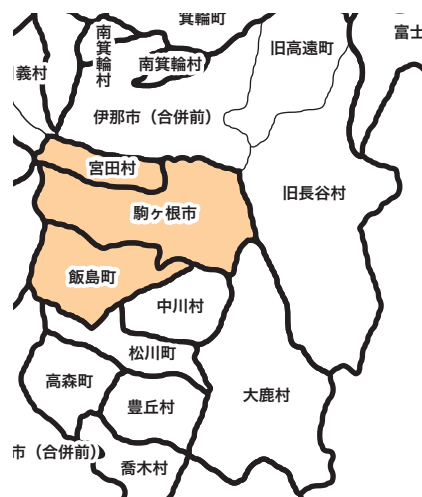 箕輪町
南箕輪村
南箕輪村
旧高遠町
富士
義村
伊那市（合併前）
宮田村
旧長谷村
駒ヶ根市
飯島町
中川村
松川町
高森町
大鹿村
豊丘村
市（合併前）
喬木村